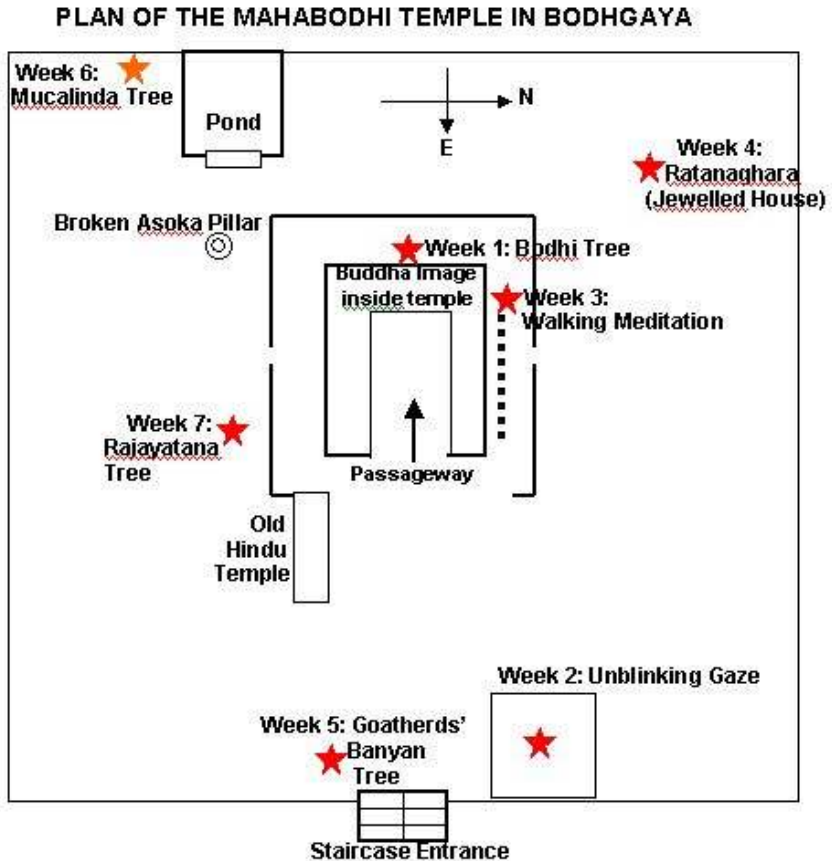 PLAN OF THE MAHABODHI TEMPLE IN BODHGAYA
Week 6:
Mucalinda Tree
Pond
N
E
Week 4:
Ratanaghara
(Jewelled House)
Broken Asoka Pillar
Week 1: Bodhi Tree
Buddha Image
inside temple
Week 3:
Walking Meditation
Week 7:
Rajayatana
Tree
Passageway
Old
Hindu
Temple
Week 2: Unblinking Gaze
Week 5: Goatherds’
Banyan
Tree
Staircase Entrance